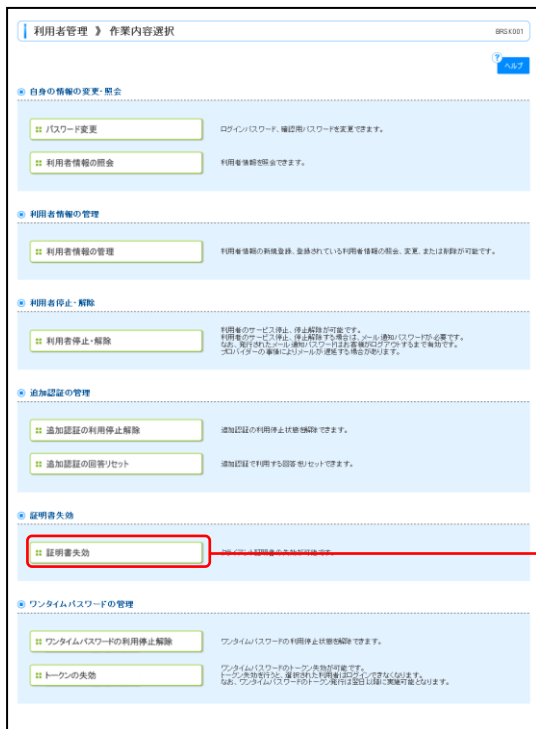 利用者管理 》 作業内容選択
BRSK001
?
ヘルプ
自身の情報の変更・照会
パスワード変更
ログインパスワード、確認用パスワードを変更できます。
利用者情報の照会
利用者情報を照会できます。
利用者情報の管理
利用者情報の管理
利用者情報の新規登録、登録されている利用者情報の照会、変更、または削除が可能です。
利用者停止・解除
利用者停止・解除
利用者のサービス停止、停止解除が可能です。
利用者のサービス停止、停止解除する場合は、メール通知パスワードが必要です。
なお、発行されたメール通知パスワードはお客様がログアウトするまで有効です。
プロバイダーの事情によりメールが遅延する場合があります。
追加認証の管理
追加認証の利用停止解除
追加認証の利用停止状態を解除できます。
追加認証の回答リセット
追加認証で利用する回答をリセットできます。
証明書失効
証明書失効
クライアント証明書の失効が可能です。
ワンタイムパスワードの管理
ワンタイムパスワードの利用停止解除
ワンタイムパスワードの利用停止状態を解除できます。
トークンの失効
ワンタイムパスワードのトークン失効が可能です。
トークン失効を行うと、選択された利用者はログインできなくなります。
なお、ワンタイムパスワードのトークン発行は翌日以降に実施可能となります。